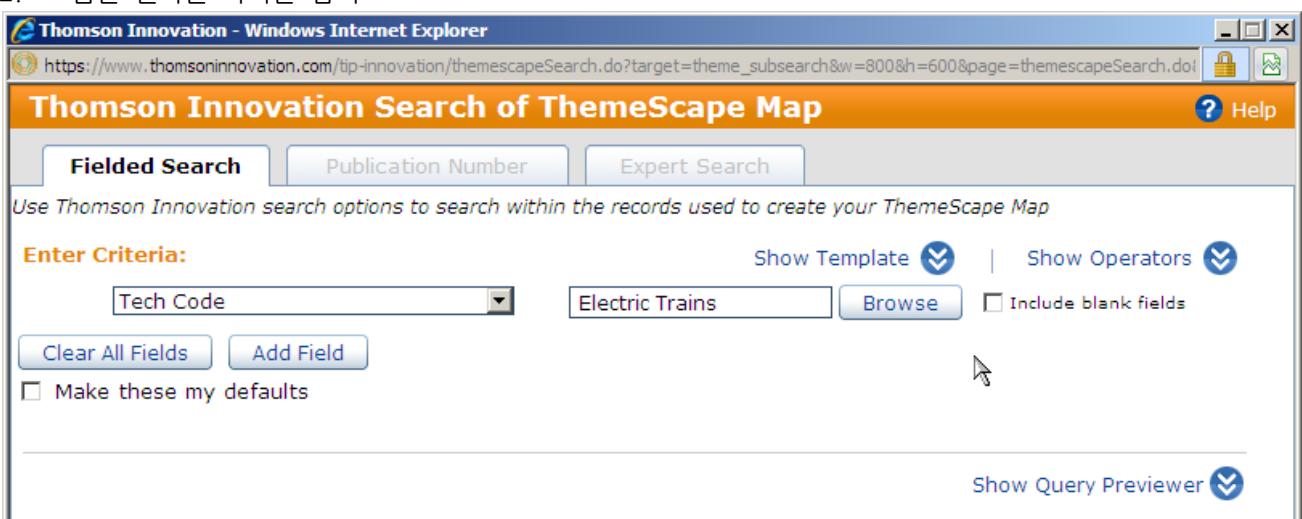 Thomson Innovation - Windows Internet Explorer
https://www.thomsoninnovation.com/tip-innovation/themescapeSearch.do?target=theme_subsearch&w=800&h=600&page=themescapeSearch.do
Thomson Innovation Search of ThemeScape Map
? Help
Fielded Search Publication Number Expert Search
Use Thomson Innovation search options to search within the records used to create your ThemeScape Map
Enter Criteria: Show Template | Show Operators
Tech Code Electric Trains Browse Include blank fields
Clear All Fields Add Field
Make these my defaults
Show Query Previewer